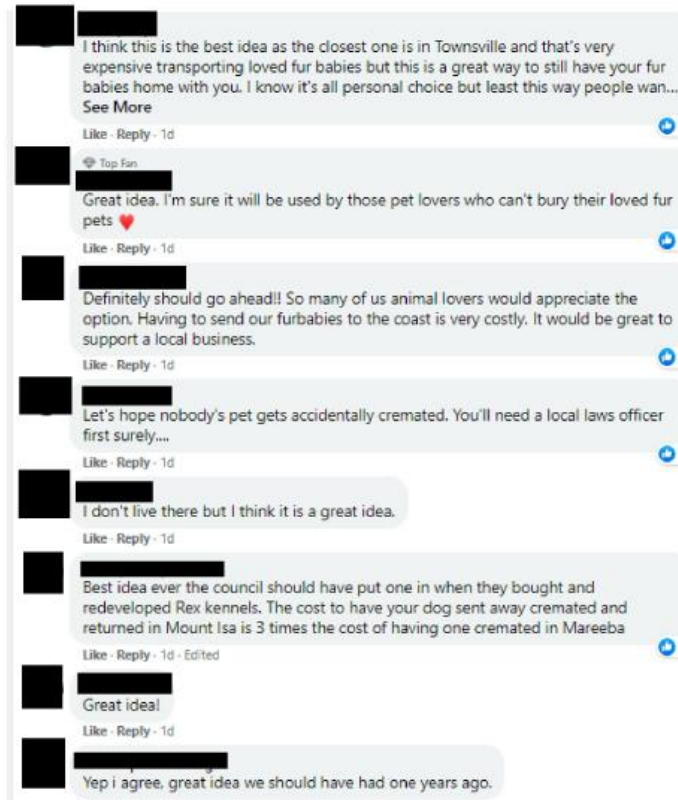 I think this is the best idea as the closest one is in Townsville and that's very
expensive transporting loved fur babies but this is a great way to still have your fur
babies home with you. I know it's all personal choice but least this way people wan...
See More
Like · Reply · 1d
Top Fan
Great idea. I'm sure it will be used by those pet lovers who can't bury their loved fur
pets ♥
Like · Reply · 1d
Definitely should go ahead!! So many of us animal lovers would appreciate the
option. Having to send our furbabies to the coast is very costly. It would be great to
support a local business.
Like · Reply · 1d
Let's hope nobody's pet gets accidentally cremated. You'll need a local laws officer
first surely....
Like · Reply · 1d
I don't live there but I think it is a great idea.
Like · Reply · 1d
Best idea ever the council should have put one in when they bought and
redeveloped Rex kennels. The cost to have your dog sent away cremated and
returned in Mount Isa is 3 times the cost of having one cremated in Mareeba
Like · Reply · 1d · Edited
Great idea!
Like · Reply · 1d
Yep i agree, great idea we should have had one years ago.